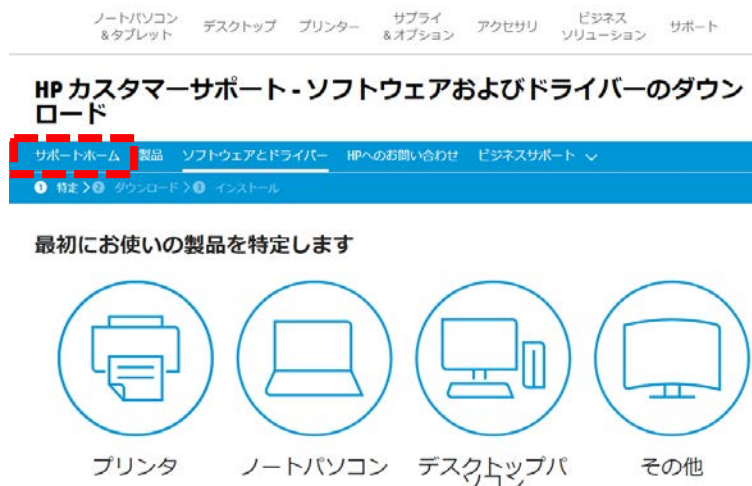 ノートパソコン
&タブレット
デスクトップ
プリンター
サプライ
&オプション
アクセサリ
ビジネス
ソリューション
サポート
HP カスタマーサポート - ソフトウェアおよびドライバーのダウン
ロード
サポートホーム 製品 ソフトウェアとドライバー HPへのお問い合わせ ビジネスサポート
1 特定 > 2 ダウンロード > 3 インストール
最初にお使いの製品を特定します
プリンタ
ノートパソコン
デスクトップパ
ソコン
その他